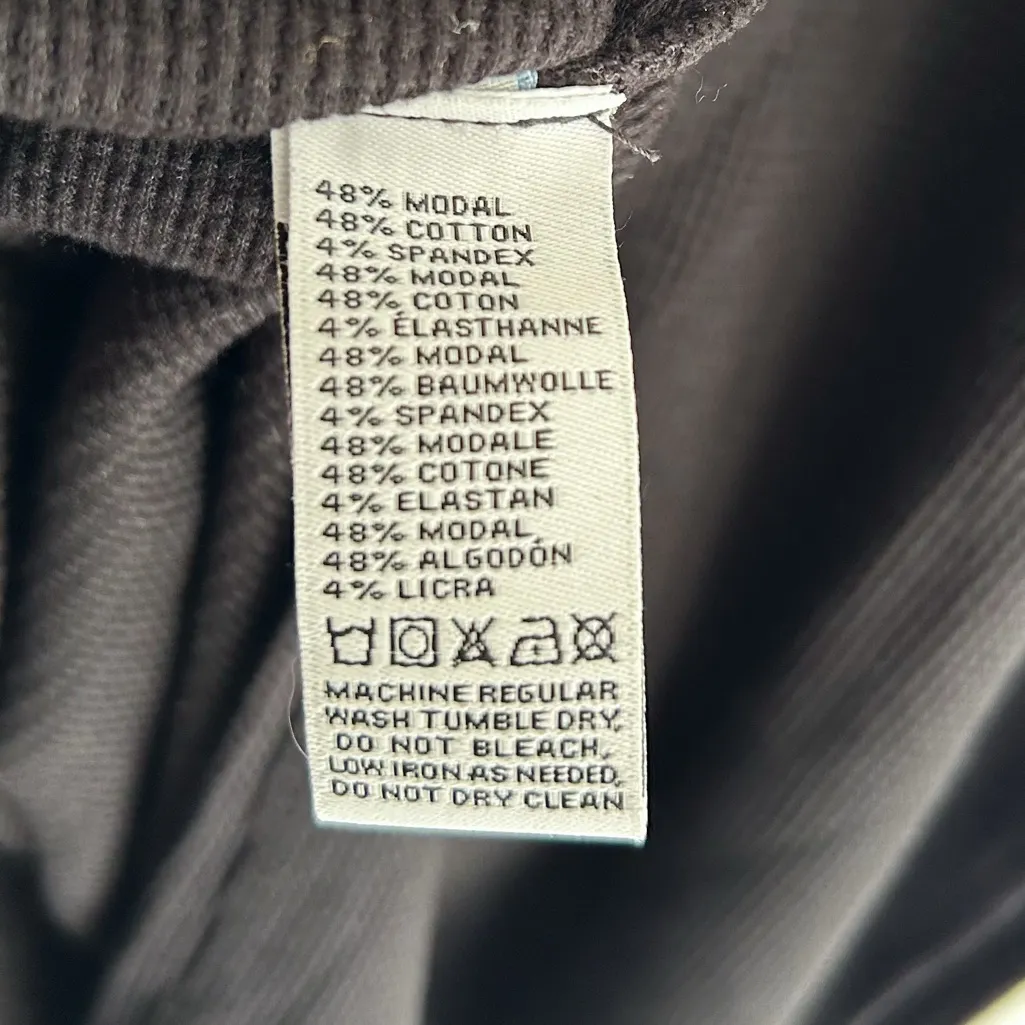 48% MODAL
48% COTTON
4% SPANDEX
48% MODAL
48% COTON
4% ÉLASTHANNE
48% MODAL
48% BAUMWOLLE
4% SPANDEX
48% MODALE
48% COTONE
4% ELASTAN
48% MODAL
48% ALGODÓN
4% LICRA
MACHINE REGULAR
WASH TUMBLE DRY,
DO NOT BLEACH,
LOW IRON AS NEEDED,
DO NOT DRY CLEAN